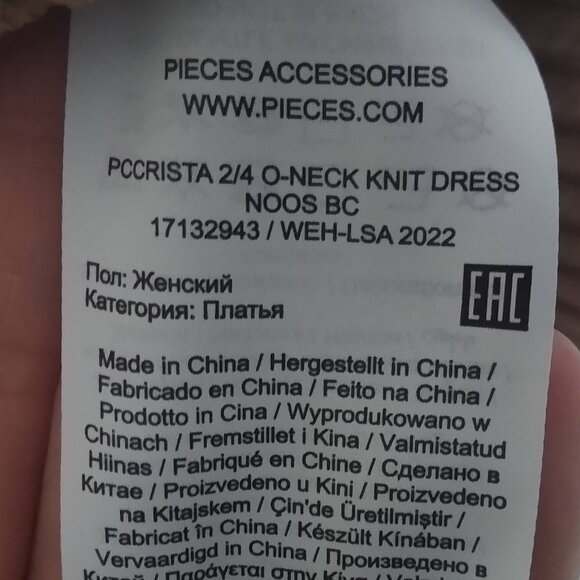 PIECES ACCESSORIES
WWW.PIECES.COM
PCCRISTA 2/4 O-NECK KNIT DRESS
NOOS BC
17132943 / WEH-LSA 2022
Пол: Женский
Категория: Платья
EAC
Made in China / Hergestellt in China /
Fabricado en China / Feito na China /
Prodotto in Cina / Wyprodukowano w
Chinach / Fremstillet i Kina / Valmistatud
Hiinas / Fabriqué en Chine / Сделано в
Китае / Proizvedeno u Kini / Proizvedeno
na Kitajskem / Çin'de Üretilmiştir /
Fabricat în China / Készült Kínában /
Vervaardigd in China / Произведено в
Китай / Παράγεται στην